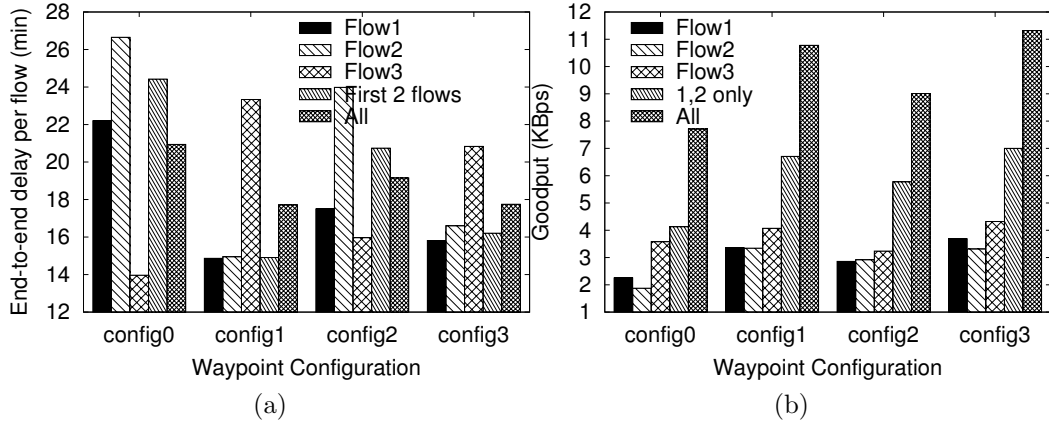 End-to-end delay per flow (min)
28
26
24
22
20
18
16
14
12
Flow1
Flow2
Flow3
First 2 flows
All
config0 config1 config2 config3
Waypoint Configuration
(a)
Goodput (KBps)
12
11
10
9
8
7
6
5
4
3
2
1
Flow1
Flow2
Flow3
1,2 only
All
config0 config1 config2 config3
Waypoint Configuration
(b)